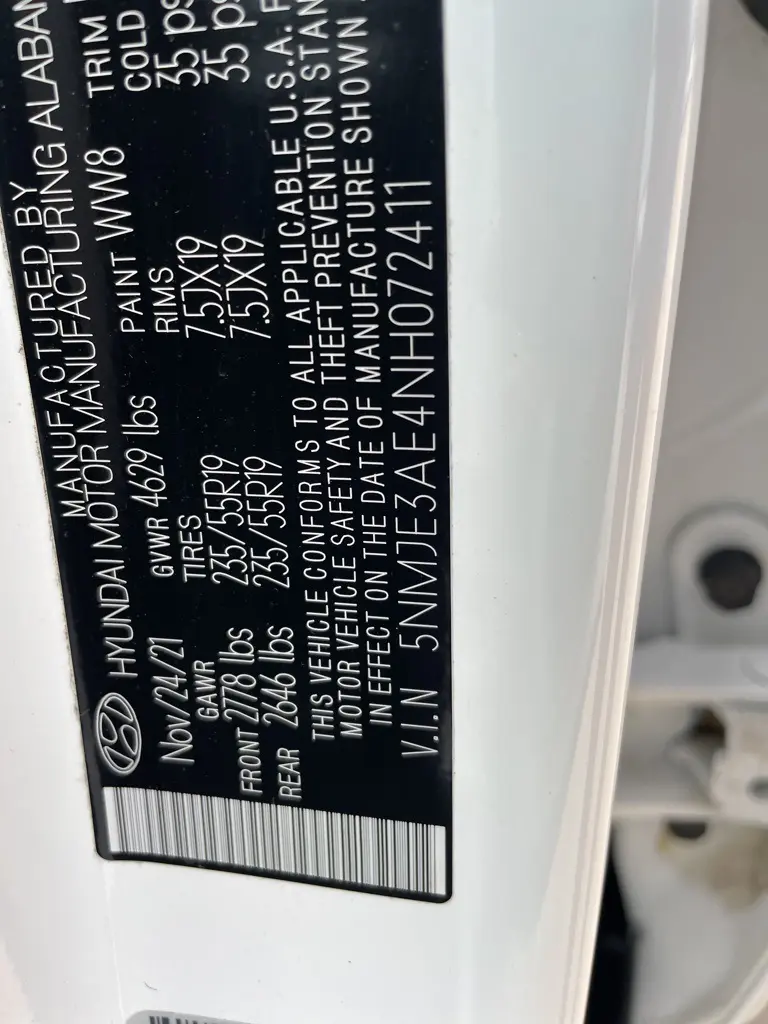 MANUFACTURED BY
HYUNDAI MOTOR MANUFACTURING ALABAM
Nov/24/21 GVWR 4629 lbs PAINT WW8 TRIM
GAWR TIRES RIMS COLD
FRONT 2778 lbs 235/55R19 7.5JX19 35 ps
REAR 2646 lbs 235/55R19 7.5JX19 35 ps
THIS VEHICLE CONFORMS TO ALL APPLICABLE U.S.A. F
MOTOR VEHICLE SAFETY AND THEFT PREVENTION STAN
IN EFFECT ON THE DATE OF MANUFACTURE SHOWN
V.I.N 5NMJE3AE4NH072411